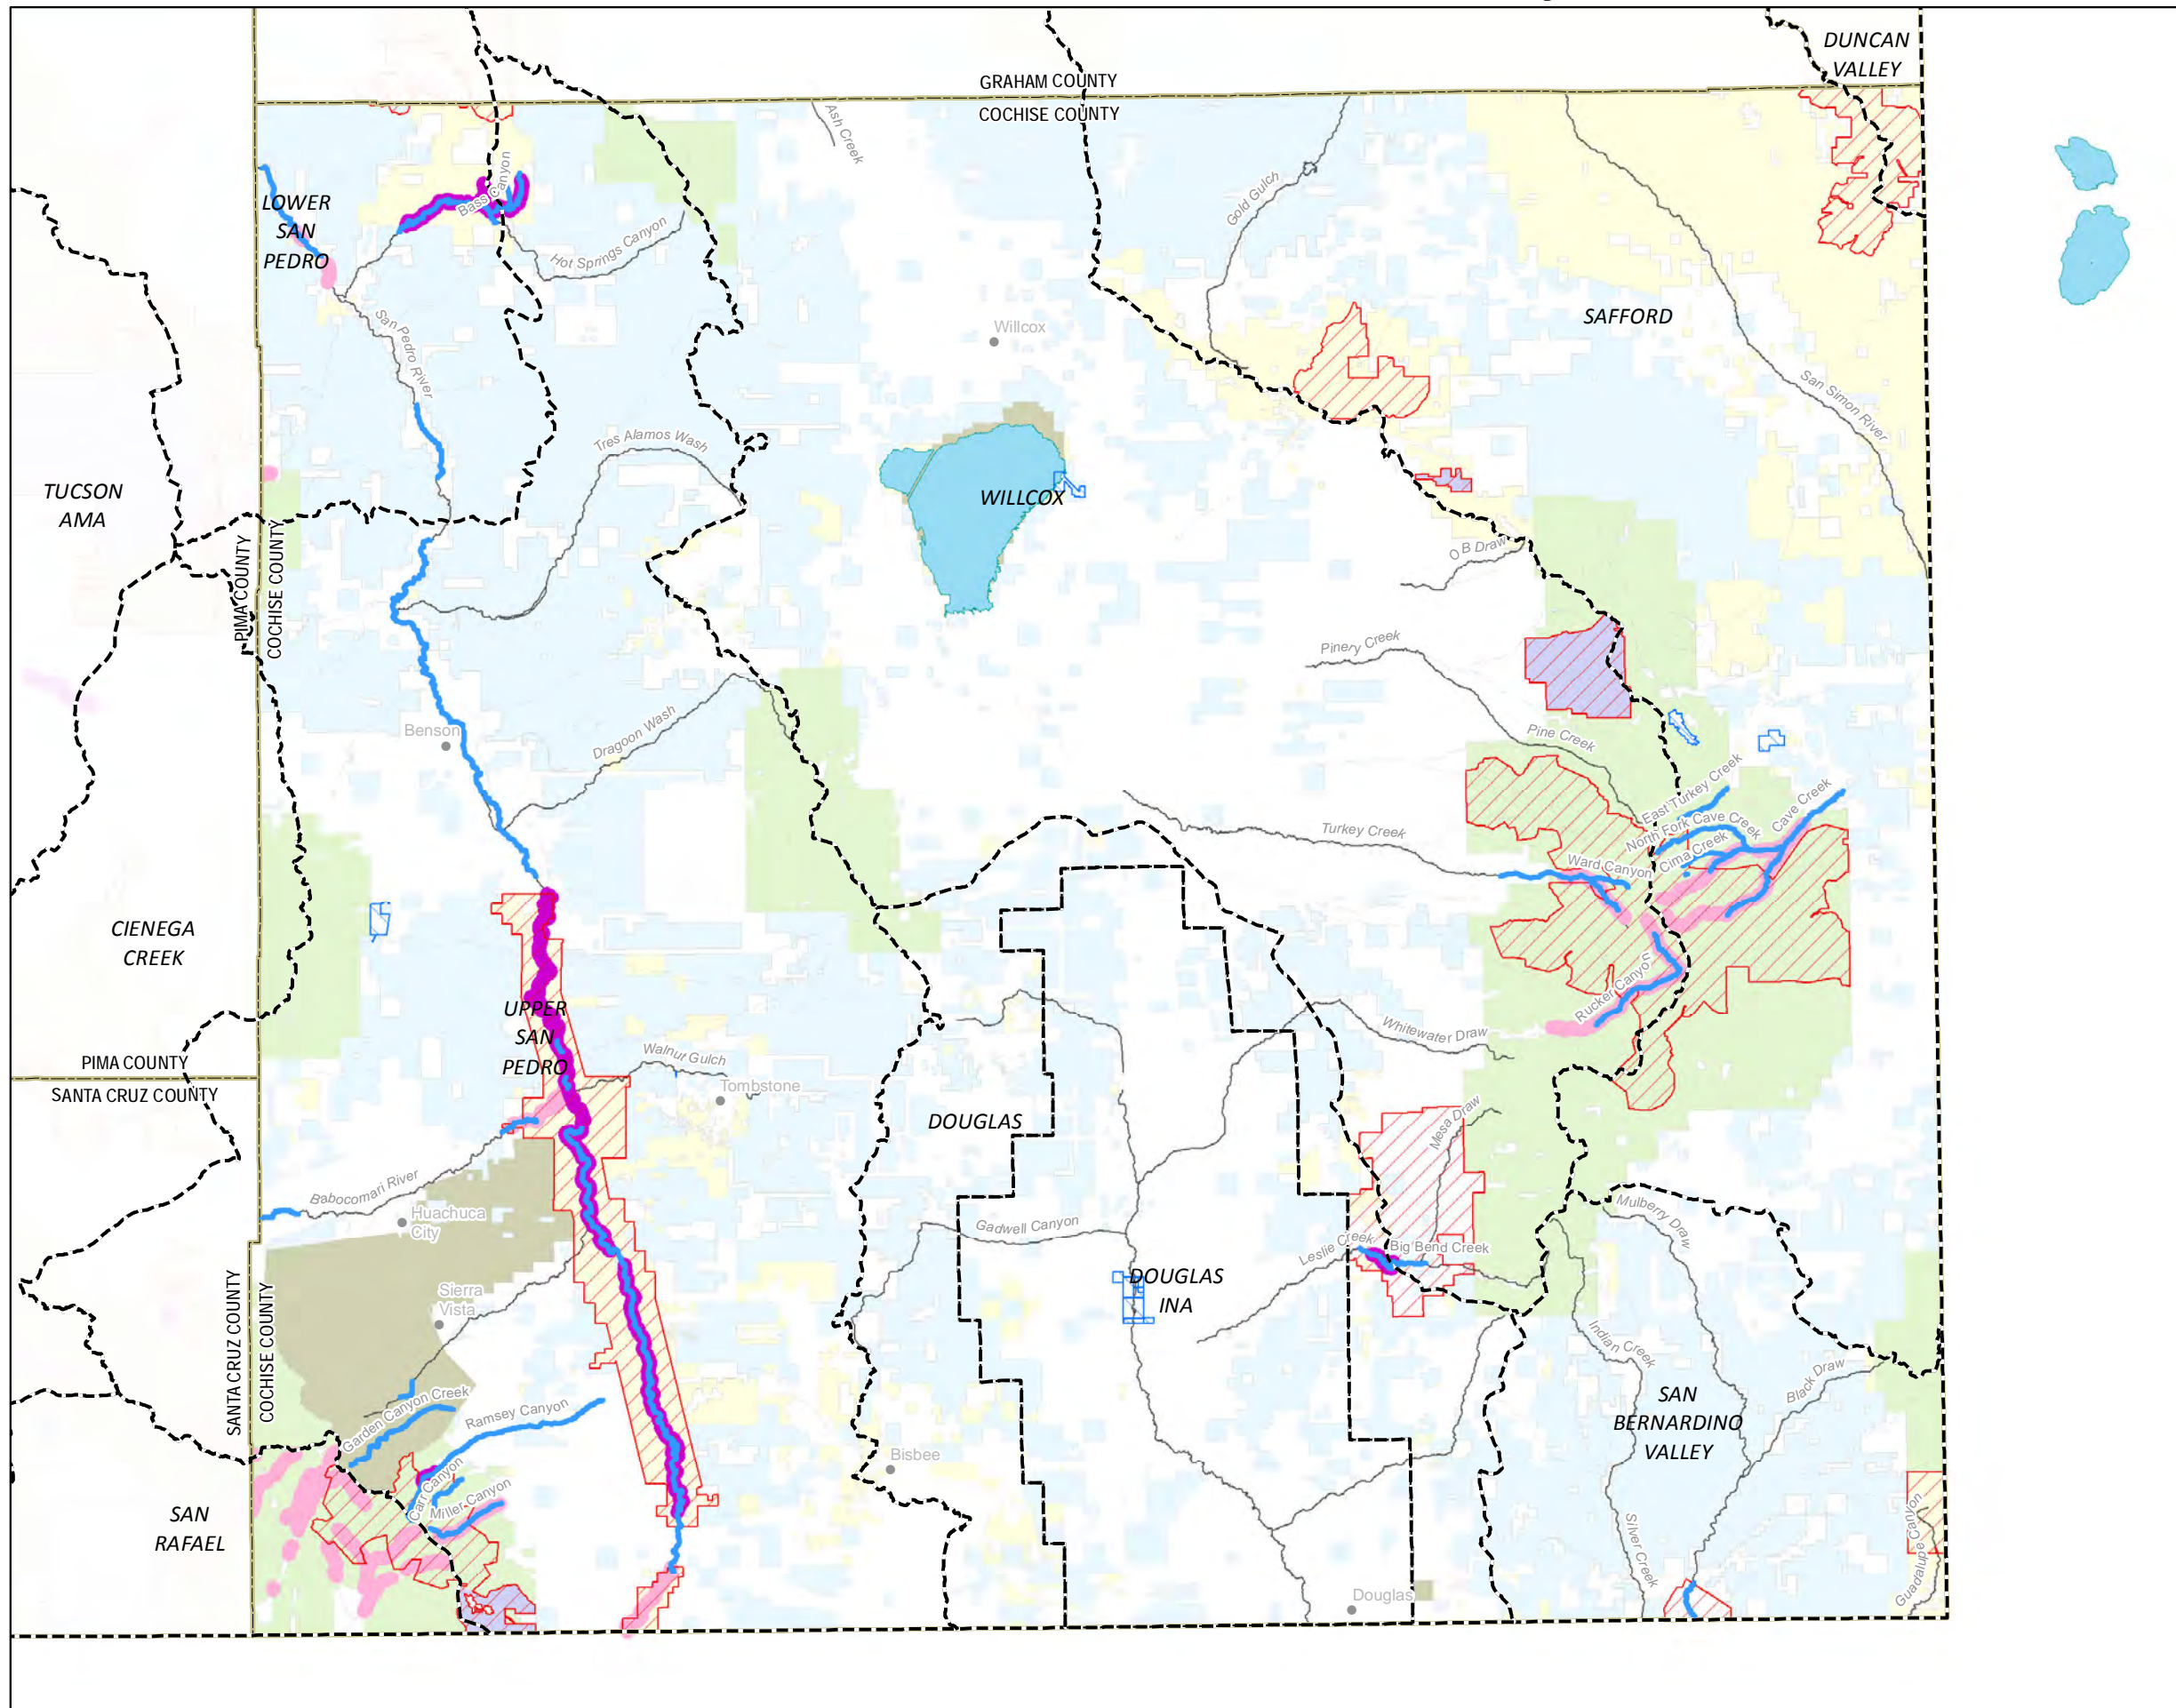 DUNCAN
VALLEY
GRAHAM COUNTY
COCHISE COUNTY
Ash Creek
Bass Canyon
LOWER
SAN
PEDRO
Hot Springs Canyon
Gold Gulch
San Pedro River
SAFFORD
Willcox
San Simon River
Tres Alamos Wash
TUCSON
AMA
WILLCOX
PIMA COUNTY
COCHISE COUNTY
O B Draw
Pinery Creek
Benson
Dragoon Wash
Pine Creek
East Turkey Creek
North Fork Cave Creek
Cave Creek
Cima Creek
Turkey Creek
Ward Canyon
CIENEGA
CREEK
UPPER
SAN
PEDRO
Rucker Canyon
Whitewater Draw
Walnut Gulch
PIMA COUNTY
SANTA CRUZ COUNTY
Tombstone
DOUGLAS
Mesa Draw
Babocomari River
Huachuca
City
Gadwell Canyon
Leslie Creek
Big Bend Creek
Mulberry Draw
DOUGLAS
INA
SANTA CRUZ COUNTY
COCHISE COUNTY
Sierra
Vista
Indian Creek
Black Draw
SAN
BERNARDINO
VALLEY
Garden Canyon Creek
Ramsey Canyon
Bisbee
Carr Canyon
Miller Canyon
SAN
RAFAEL
Silver Creek
Guadalupe Canyon
Douglas